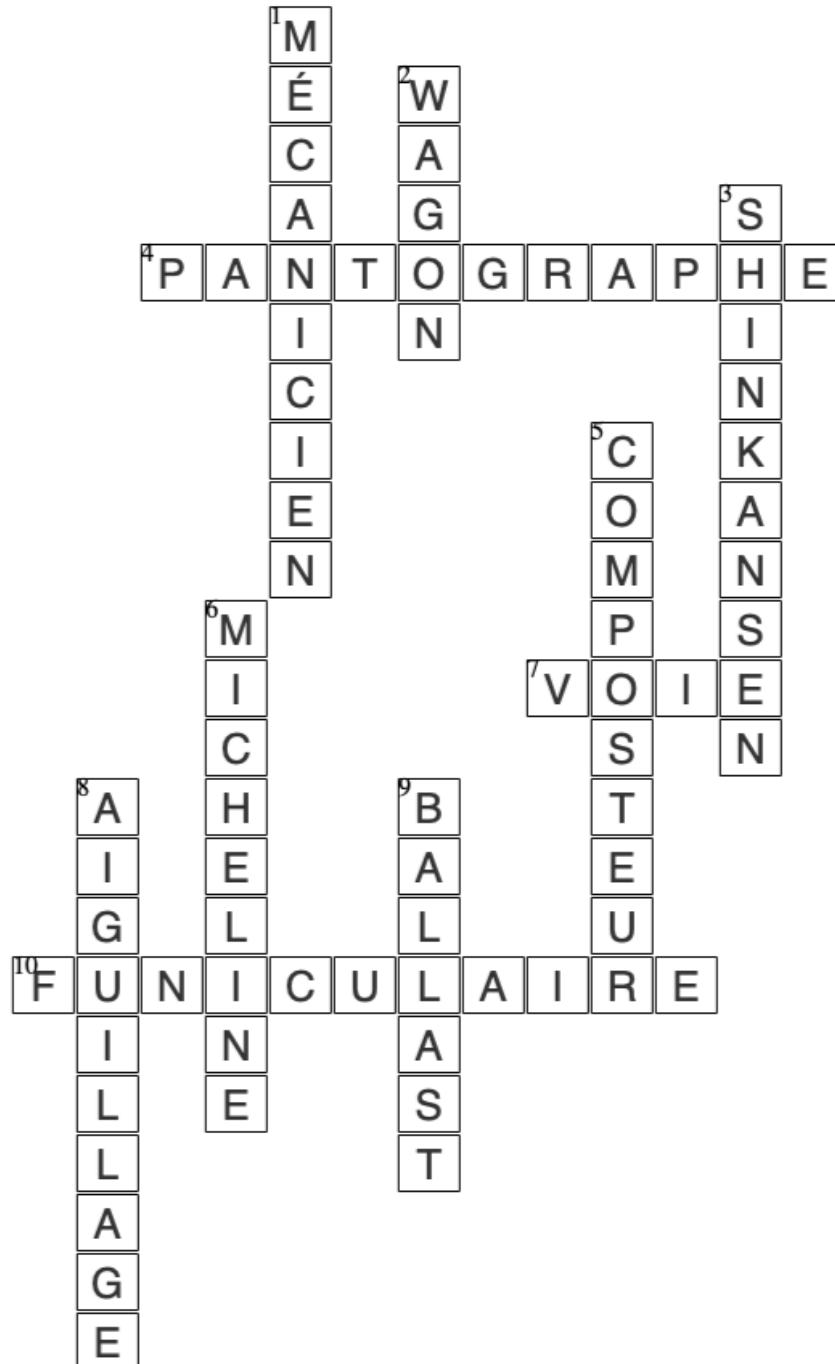 1 MÉCANICIEN
2 WAGON
3 SHINKANSEN
4 PANTOGRAPHE
5 COMPOSTEUR
6 MICHELINE
7 VOIE
8 AIGUILLAGE
9 BALLAST
10 FUNICULAIRE